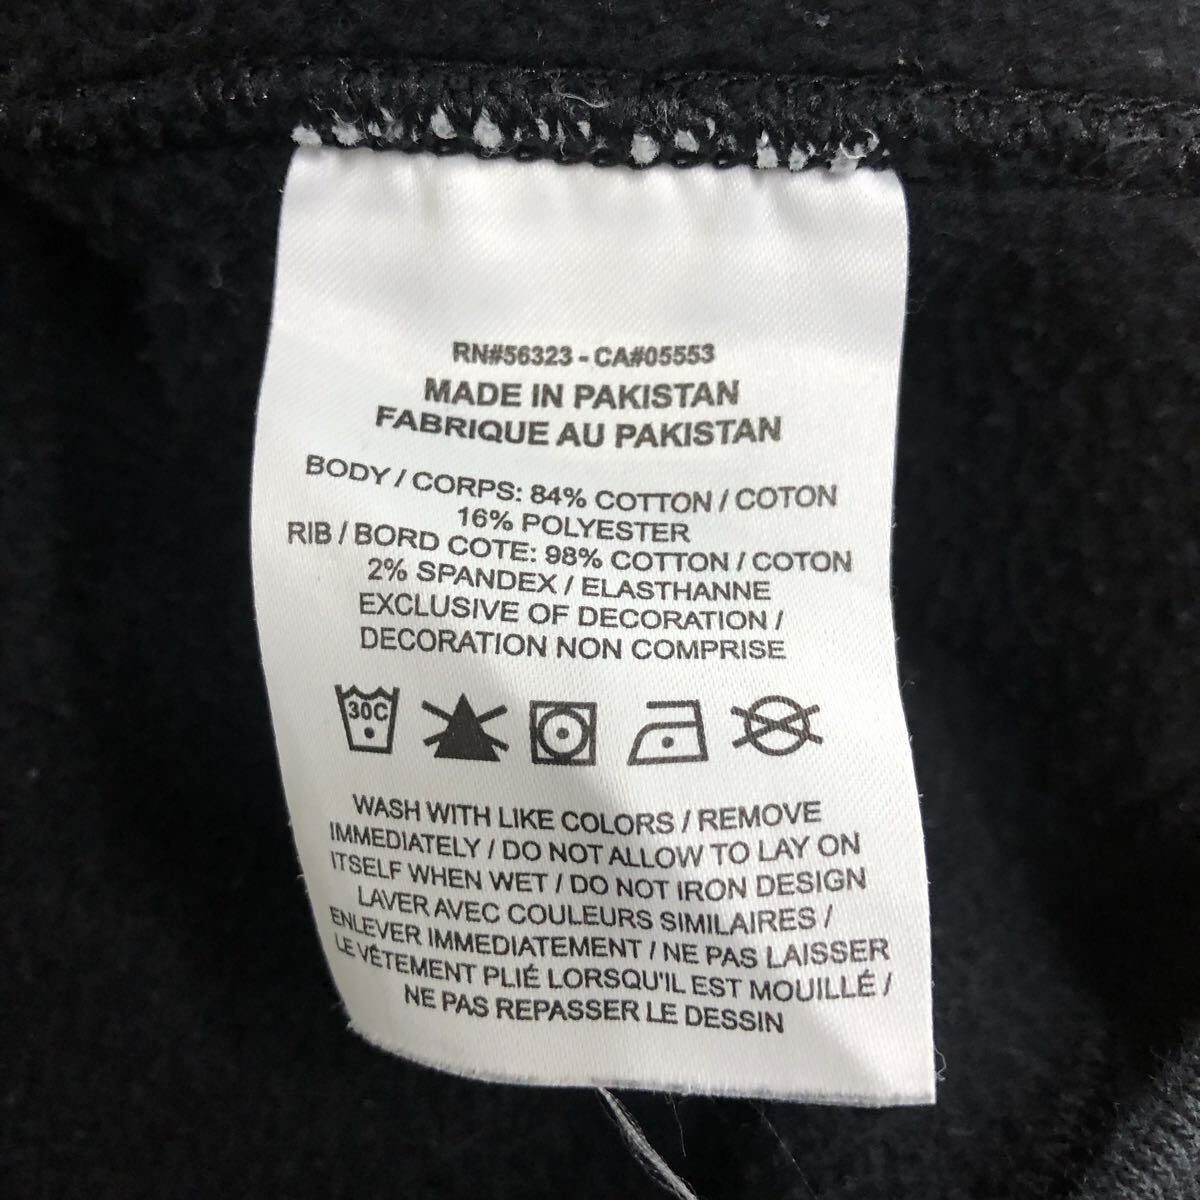 RN#56323 - CA#05553
MADE IN PAKISTAN
FABRIQUE AU PAKISTAN
BODY / CORPS: 84% COTTON / COTON
16% POLYESTER
RIB / BORD COTE: 98% COTTON / COTON
2% SPANDEX / ELASTHANNE
EXCLUSIVE OF DECORATION /
DECORATION NON COMPRISE
30C
WASH WITH LIKE COLORS / REMOVE
IMMEDIATELY / DO NOT ALLOW TO LAY ON
ITSELF WHEN WET / DO NOT IRON DESIGN
LAVER AVEC COULEURS SIMILAIRES /
ENLEVER IMMEDIATEMENT / NE PAS LAISSER
LE VÊTEMENT PLIÉ LORSQU'IL EST MOUILLÉ /
NE PAS REPASSER LE DESSIN